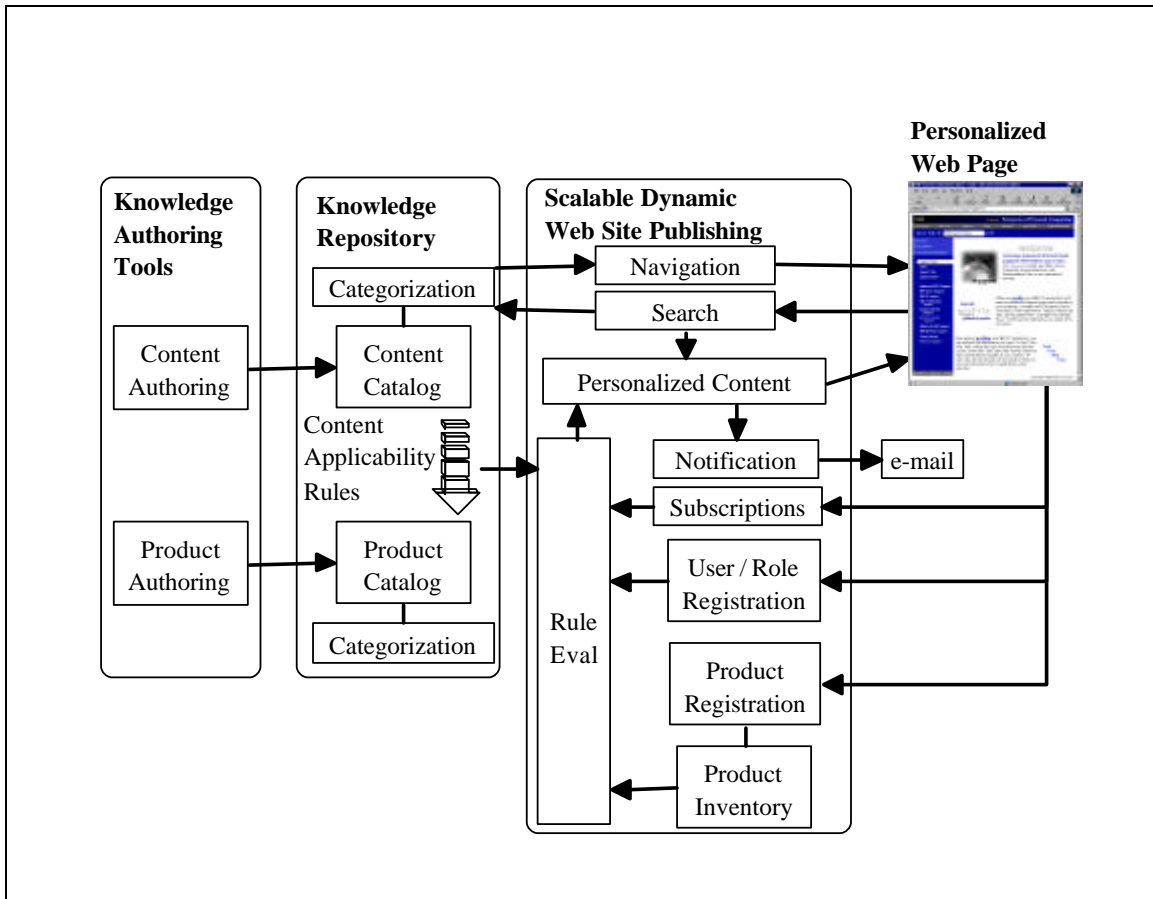 Personalized
Web Page
Knowledge
Authoring
Tools
Content
Authoring
Product
Authoring
Knowledge
Repository
Categorization
Content
Catalog
Content
Applicability
Rules
Product
Catalog
Categorization
Scalable Dynamic
Web Site Publishing
Navigation
Search
Personalized Content
Notification
e-mail
Subscriptions
User / Role
Registration
Rule
Eval
Product
Registration
Product
Inventory